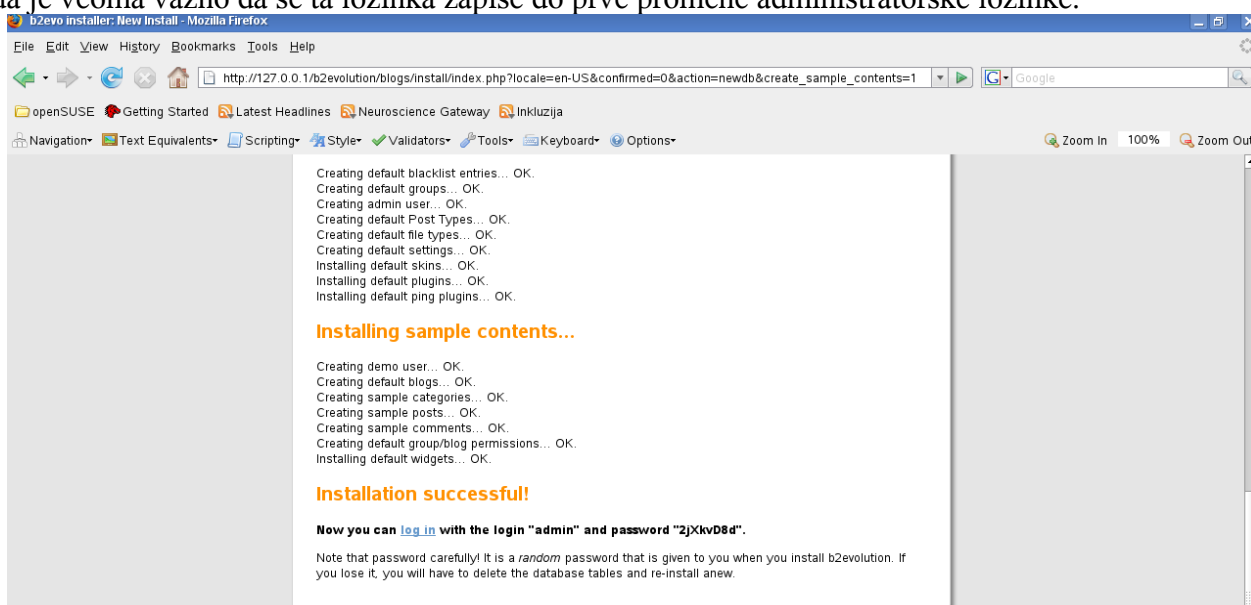 da je veoma važno da se ta lozinka zapiše do prve promene administratorske lozinke.
b2evo installer: New Install - Mozilla Firefox
File Edit View History Bookmarks Tools Help
http://127.0.0.1/b2evolution/blogs/install/index.php?locale=en-US&confirmed=0&action=newdb&create_sample_contents=1 Google
openSUSE Getting Started Latest Headlines Neuroscience Gateway Inkluzija
Navigation Text Equivalents Scripting Style Validators Tools Keyboard Options Zoom In 100% Zoom Out
Creating default blacklist entries... OK.
Creating default groups... OK.
Creating admin user... OK.
Creating default Post Types... OK.
Creating default file types... OK.
Creating default settings... OK.
Installing default skins... OK.
Installing default plugins... OK.
Installing default ping plugins... OK.
Installing sample contents...
Creating demo user... OK.
Creating default blogs... OK.
Creating sample categories... OK.
Creating sample posts... OK.
Creating sample comments... OK.
Creating default group/blog permissions... OK.
Installing default widgets... OK.
Installation successful!
Now you can log in with the login "admin" and password "2jXkvD8d".
Note that password carefully! It is a random password that is given to you when you install b2evolution. If
you lose it, you will have to delete the database tables and re-install anew.